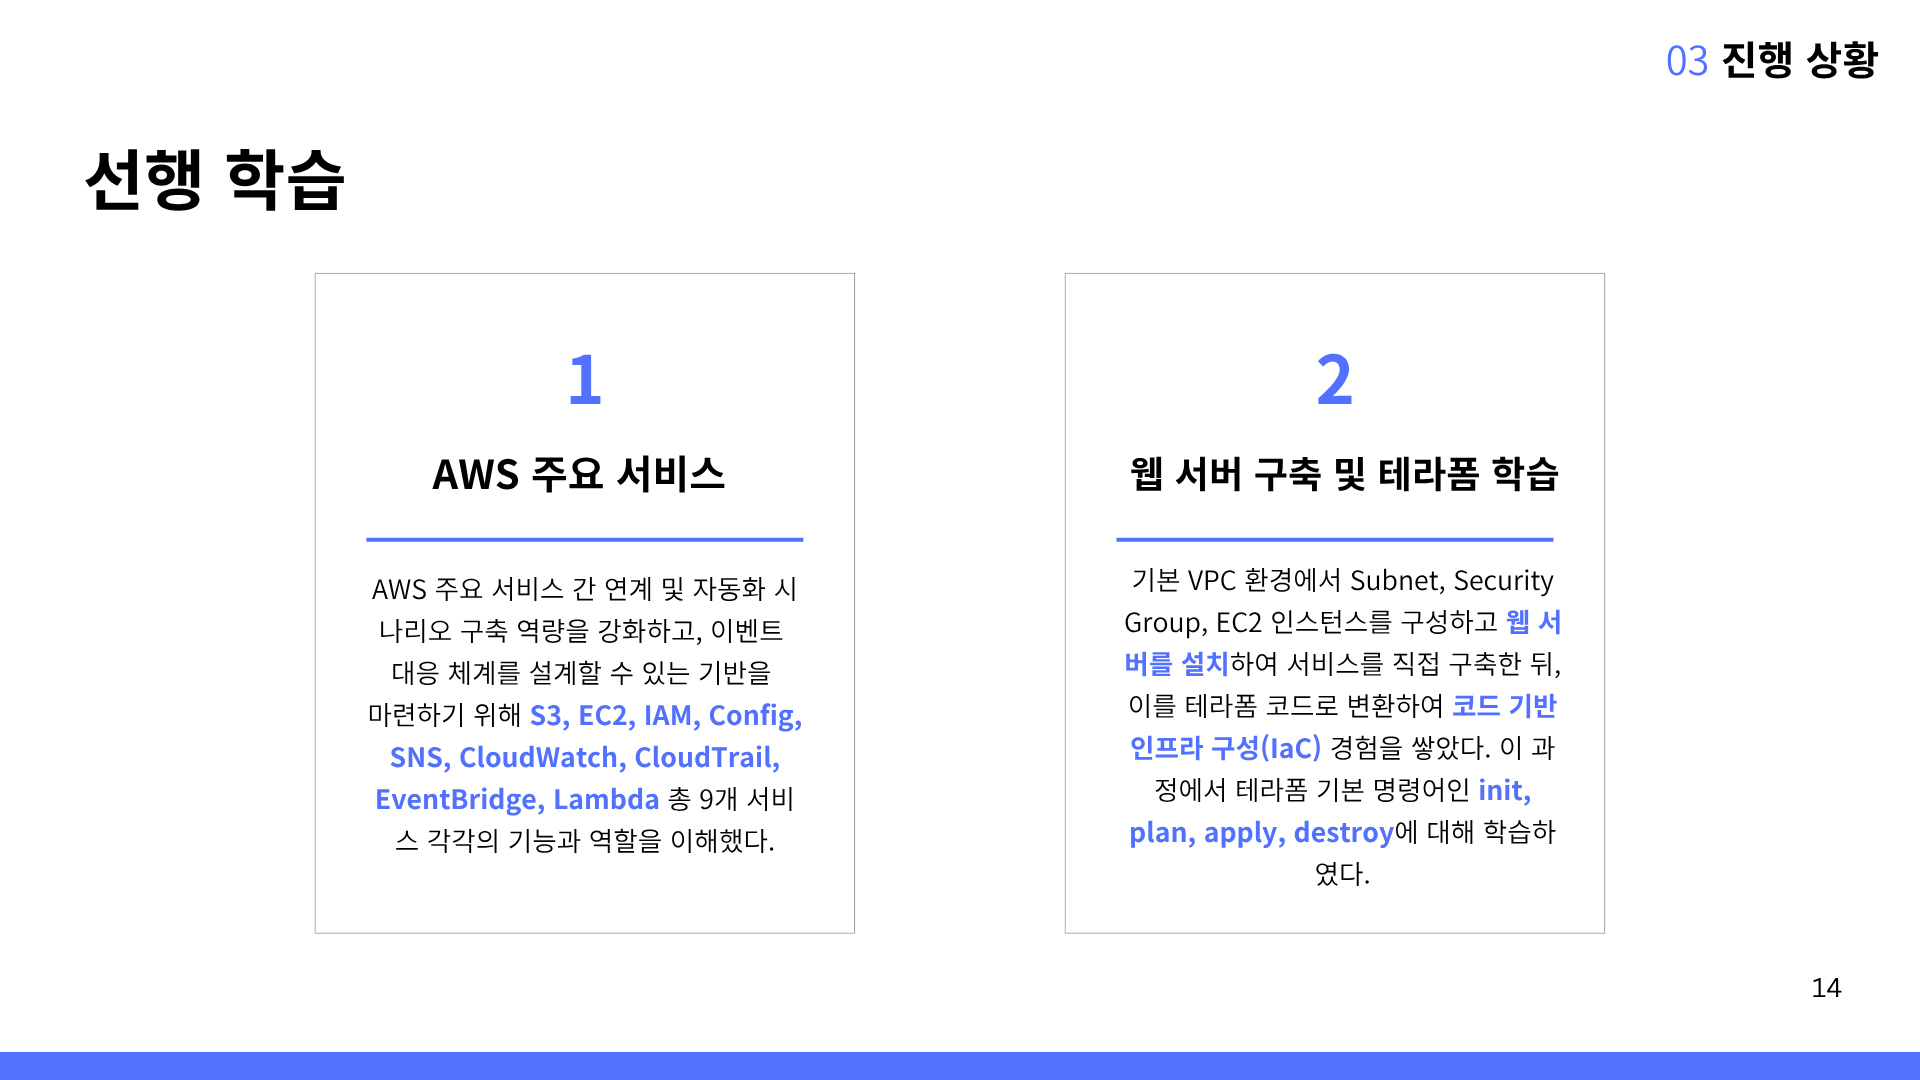 03 진행 상황
선행 학습
1
AWS 주요 서비스
AWS 주요 서비스 간 연계 및 자동화 시
나리오 구축 역량을 강화하고, 이벤트
대응 체계를 설계할 수 있는 기반을
마련하기 위해 S3, EC2, IAM, Config,
SNS, CloudWatch, CloudTrail,
EventBridge, Lambda 총 9개 서비
스 각각의 기능과 역할을 이해했다.
2
웹 서버 구축 및 테라폼 학습
기본 VPC 환경에서 Subnet, Security
Group, EC2 인스턴스를 구성하고 웹 서
버를 설치하여 서비스를 직접 구축한 뒤,
이를 테라폼 코드로 변환하여 코드 기반
인프라 구성(IaC) 경험을 쌓았다. 이 과
정에서 테라폼 기본 명령어인 init,
plan, apply, destroy에 대해 학습하
였다.
14